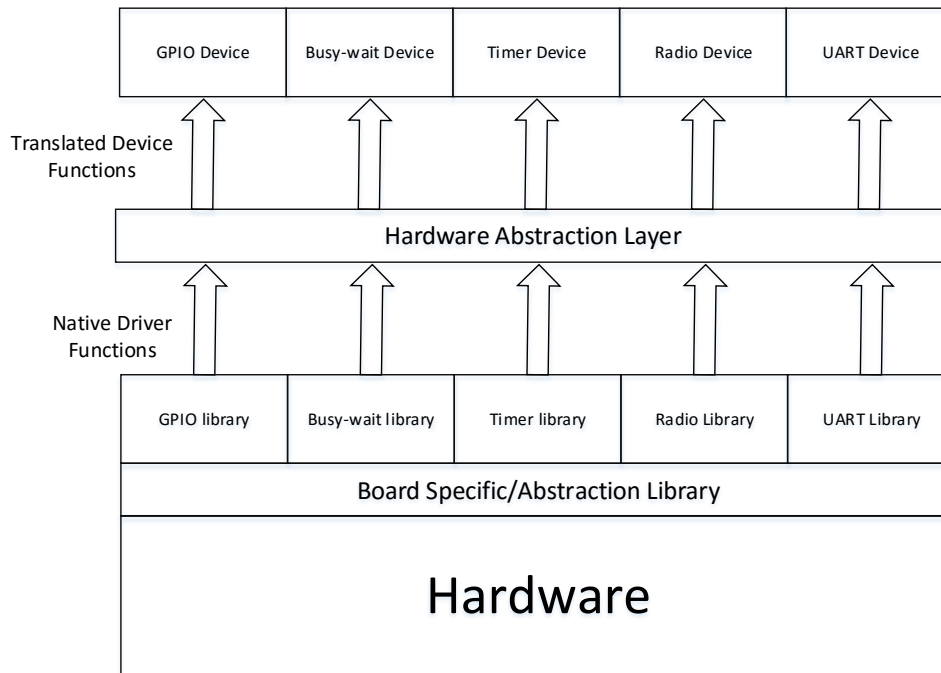 GPIO Device
Busy-wait Device
Timer Device
Radio Device
UART Device
Translated Device
Functions
Hardware Abstraction Layer
Native Driver
Functions
GPIO library
Busy-wait library
Timer library
Radio Library
UART Library
Board Specific/Abstraction Library
Hardware